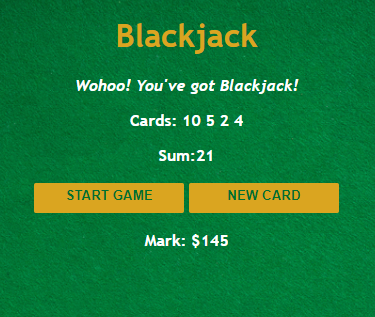 Blackjack
Wohoo! You've got Blackjack!
Cards: 10 5 2 4
Sum:21
START GAME NEW CARD
Mark: $145